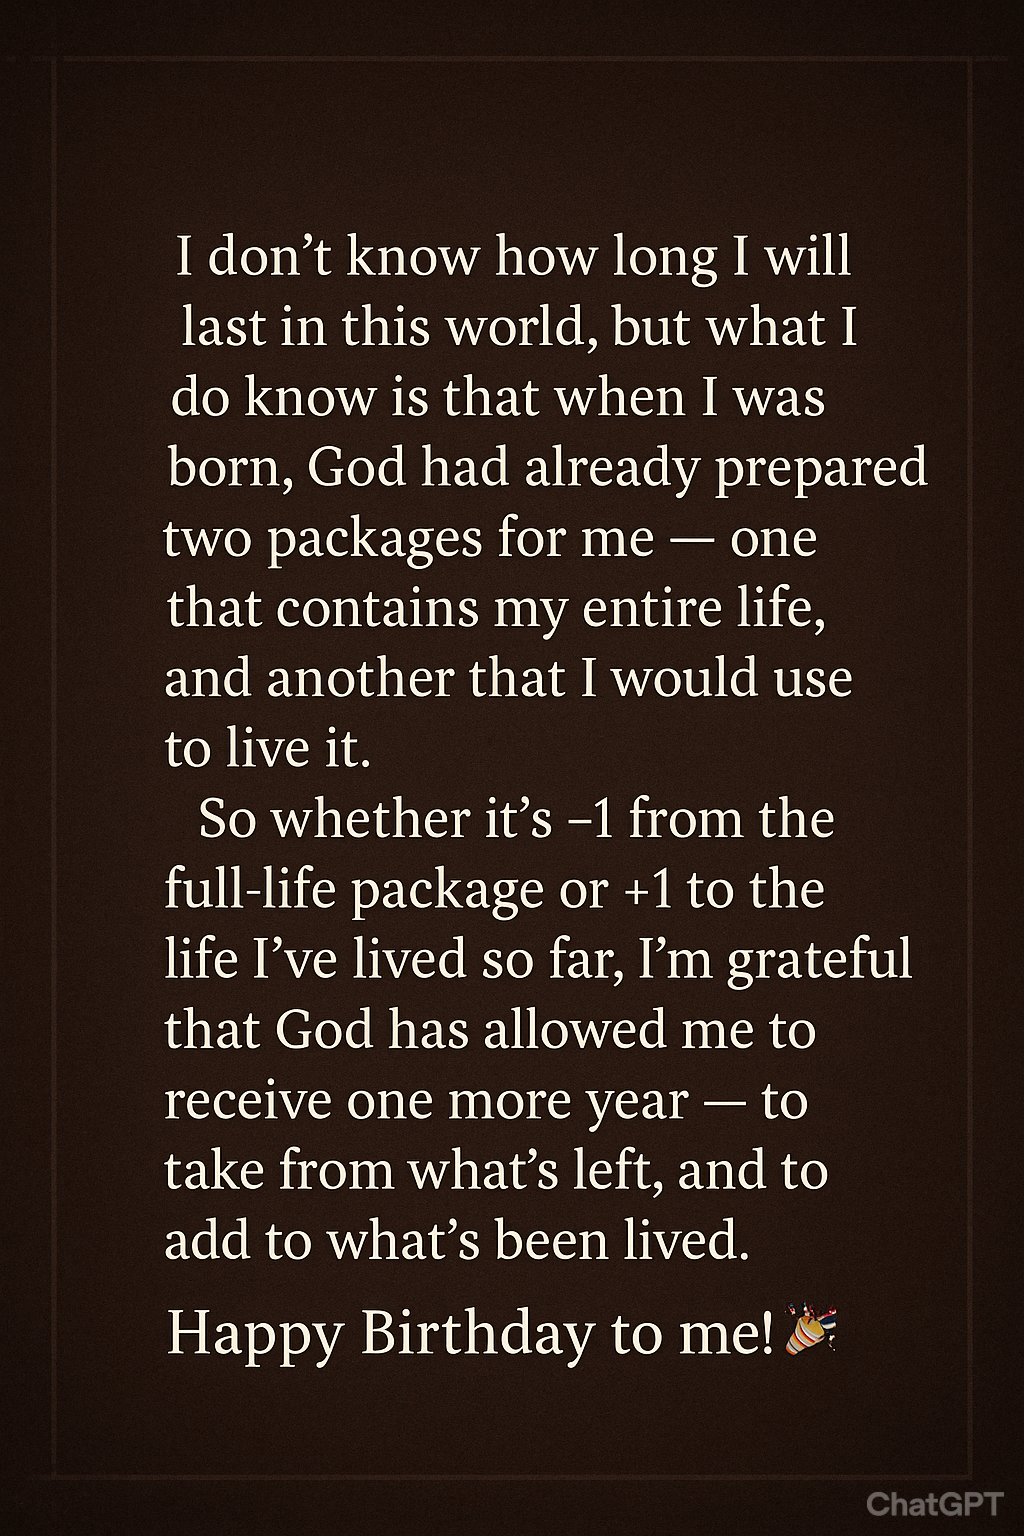 I don’t know how long I will
last in this world, but what I
do know is that when I was
born, God had already prepared
two packages for me — one
that contains my entire life,
and another that I would use
to live it.
So whether it’s –1 from the
full-life package or +1 to the
life I’ve lived so far, I’m grateful
that God has allowed me to
receive one more year — to
take from what’s left, and to
add to what’s been lived.
Happy Birthday to me! 🎉
ChatGPT